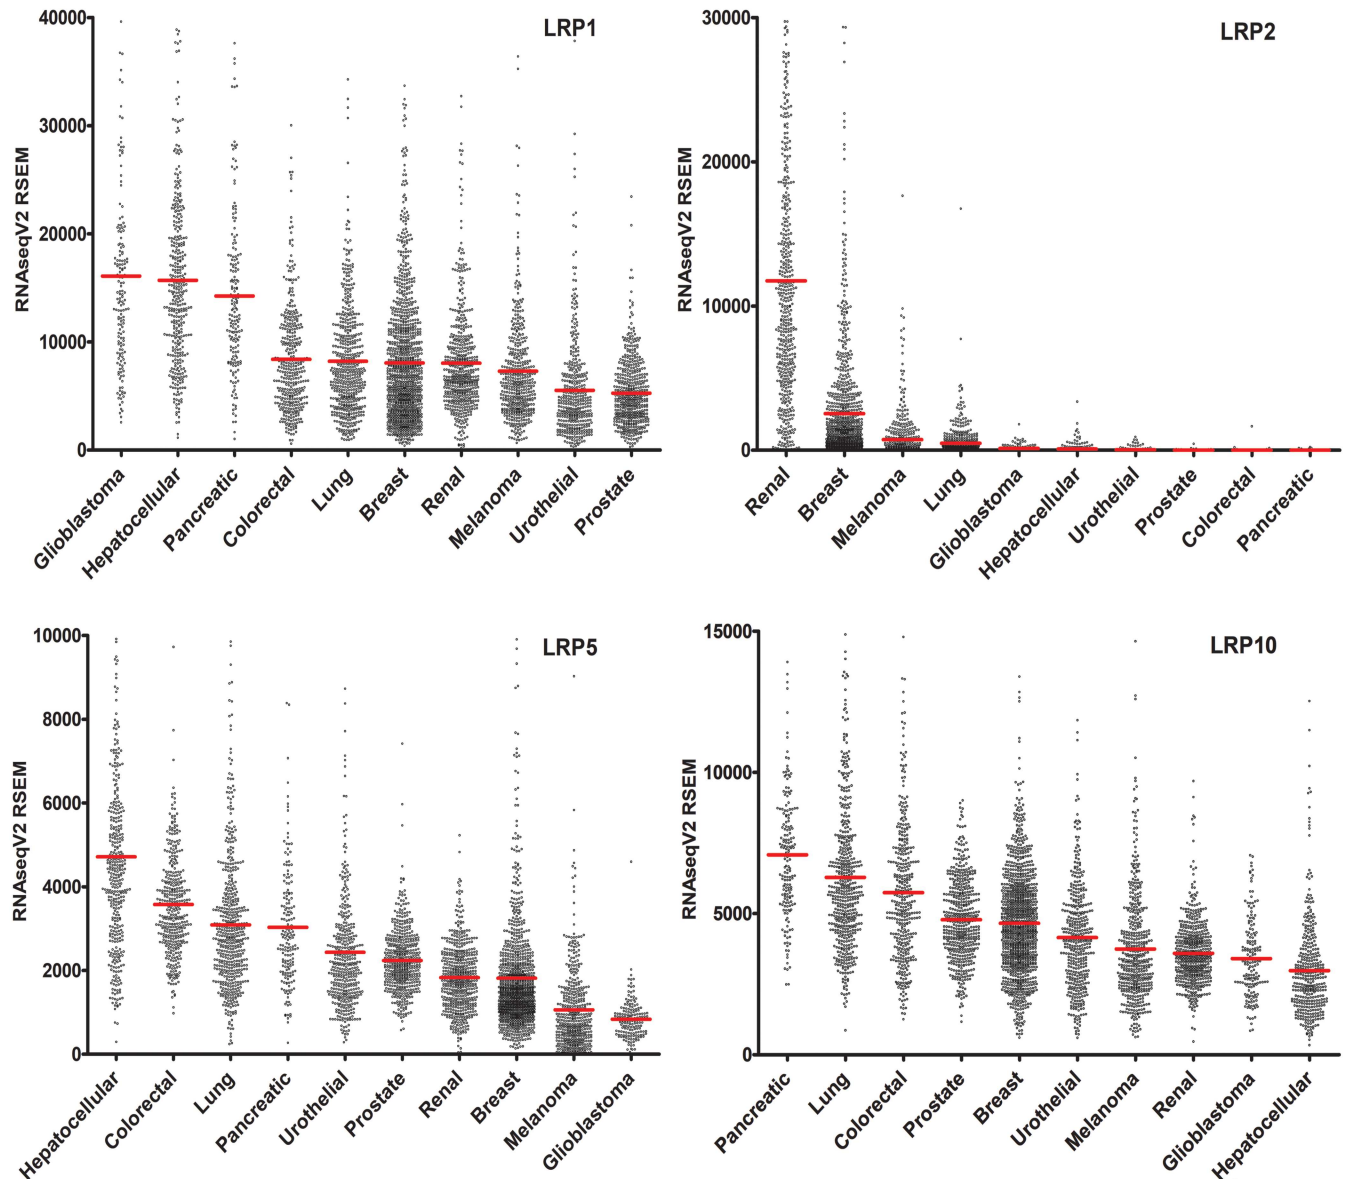 LRP1
40000
30000
20000
10000
0
RNAseqV2 RSEM
Glioblastoma
Hepatocellular
Pancreatic
Colorectal
Lung
Breast
Renal
Melanoma
Urothelial
Prostate
LRP2
30000
20000
10000
0
RNAseqV2 RSEM
Renal
Breast
Melanoma
Lung
Glioblastoma
Hepatocellular
Urothelial
Prostate
Colorectal
Pancreatic
LRP5
10000
8000
6000
4000
2000
0
RNAseqV2 RSEM
Hepatocellular
Colorectal
Lung
Pancreatic
Urothelial
Prostate
Renal
Breast
Melanoma
Glioblastoma
LRP10
15000
10000
5000
0
RNAseqV2 RSEM
Pancreatic
Lung
Colorectal
Prostate
Breast
Urothelial
Melanoma
Renal
Glioblastoma
Hepatocellular